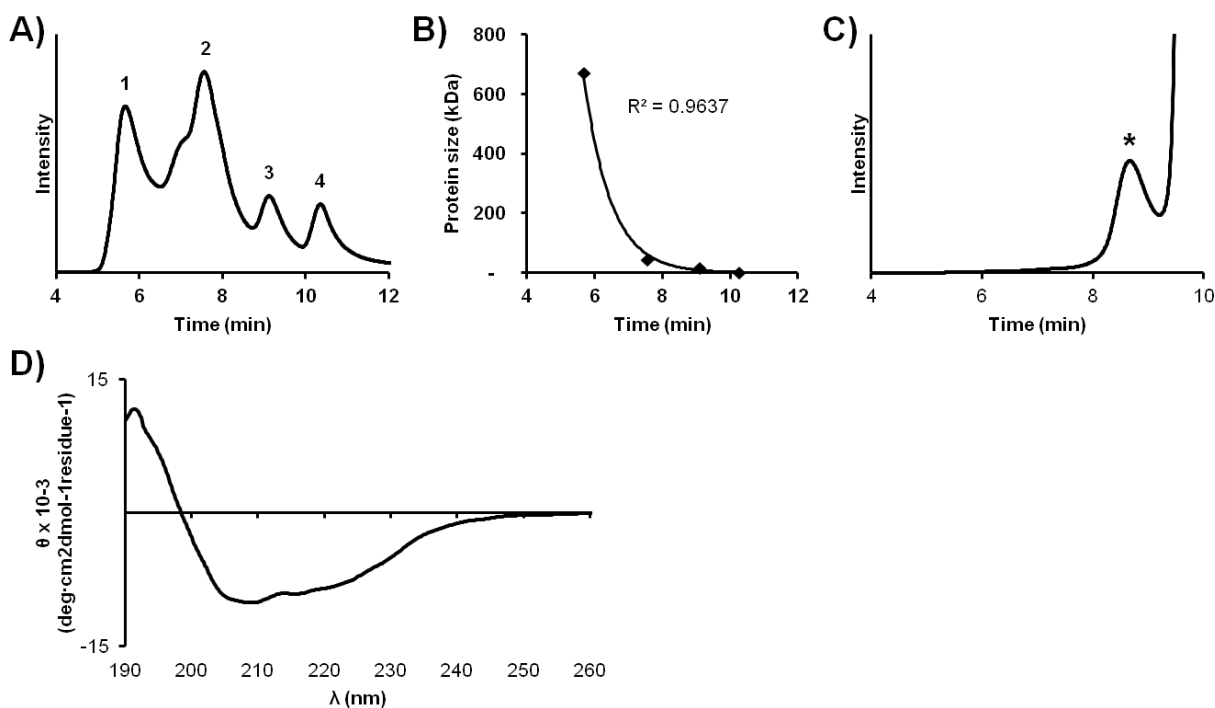 A)
1
2
3
4
Intensity
4 6 8 10 12
Time (min)
B)
800
600
400
200
-
Protein size (kDa)
R² = 0.9637
4 6 8 10 12
Time (min)
C)
*
Intensity
4 6 8 10
Time (min)
D)
15
-15
θ x 10-3
(deg·cm2dmol-1residue-1)
190 200 210 220 230 240 250 260
λ (nm)